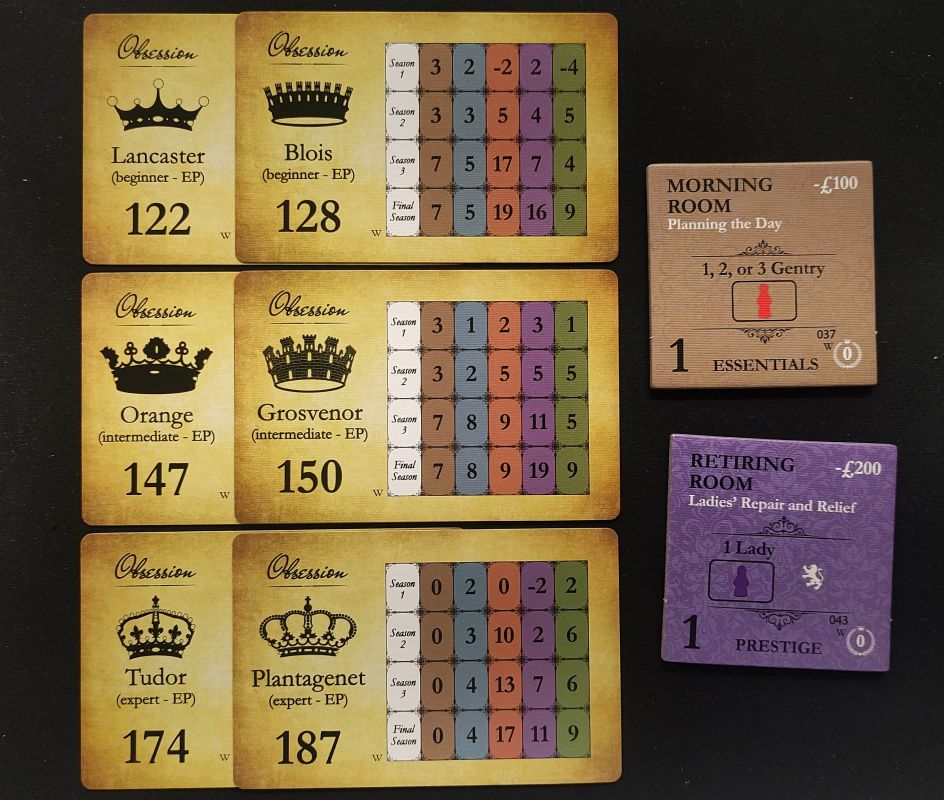 Obsession
Lancaster
(beginner - EP)
122
W
Obsession
Blois
(beginner - EP)
128
W
Season 1 3 2 -2 2 -4
Season 2 3 3 5 4 5
Season 3 7 5 17 7 4
Final Season 7 5 19 16 9
Obsession
Orange
(intermediate - EP)
147
W
Obsession
Grosvenor
(intermediate - EP)
150
W
Season 1 3 1 2 3 1
Season 2 3 2 5 5 5
Season 3 7 8 9 11 5
Final Season 7 8 9 19 9
Obsession
Tudor
(expert - EP)
174
W
Obsession
Plantagenet
(expert - EP)
187
W
Season 1 0 2 0 -2 2
Season 2 0 3 10 2 6
Season 3 0 4 13 7 6
Final Season 0 4 17 11 9
MORNING -£100
ROOM
Planning the Day
1, 2, or 3 Gentry
037
W
1 ESSENTIALS 0
RETIRING -£200
ROOM
Ladies' Repair and Relief
1 Lady
043
W
1 PRESTIGE 0